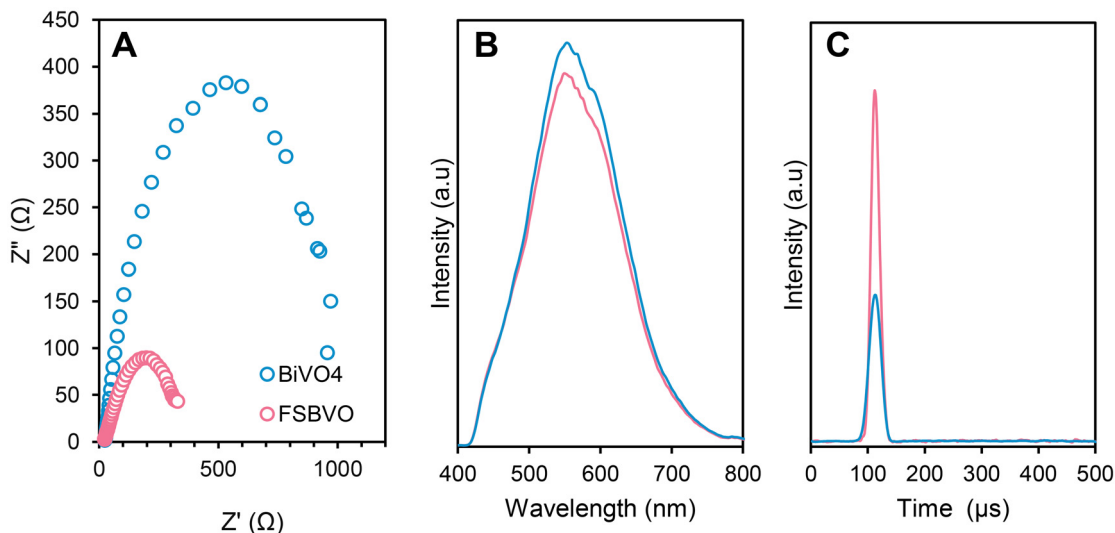 A
450
400
350
300
250
200
150
100
50
0
Z" (Ω)
0
500
1000
Z' (Ω)
BiVO4
FSBVO
B
Intensity (a.u)
400
500
600
700
800
Wavelength (nm)
C
Intensity (a.u)
0
100
200
300
400
500
Time (μs)